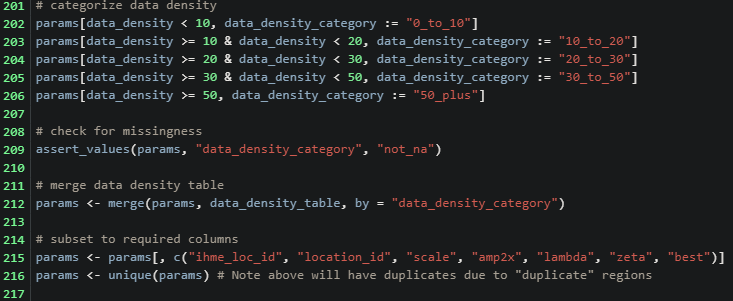 201 # categorize data density
202 params[data_density < 10, data_density_category := "0_to_10"]
203 params[data_density >= 10 & data_density < 20, data_density_category := "10_to_20"]
204 params[data_density >= 20 & data_density < 30, data_density_category := "20_to_30"]
205 params[data_density >= 30 & data_density < 50, data_density_category := "30_to_50"]
206 params[data_density >= 50, data_density_category := "50_plus"]
207
208 # check for missingness
209 assert_values(params, "data_density_category", "not_na")
210
211 # merge data density table
212 params <- merge(params, data_density_table, by = "data_density_category")
213
214 # subset to required columns
215 params <- params[, c("ihme_loc_id", "location_id", "scale", "amp2x", "lambda", "zeta", "best")]
216 params <- unique(params) # Note above will have duplicates due to "duplicate" regions
217